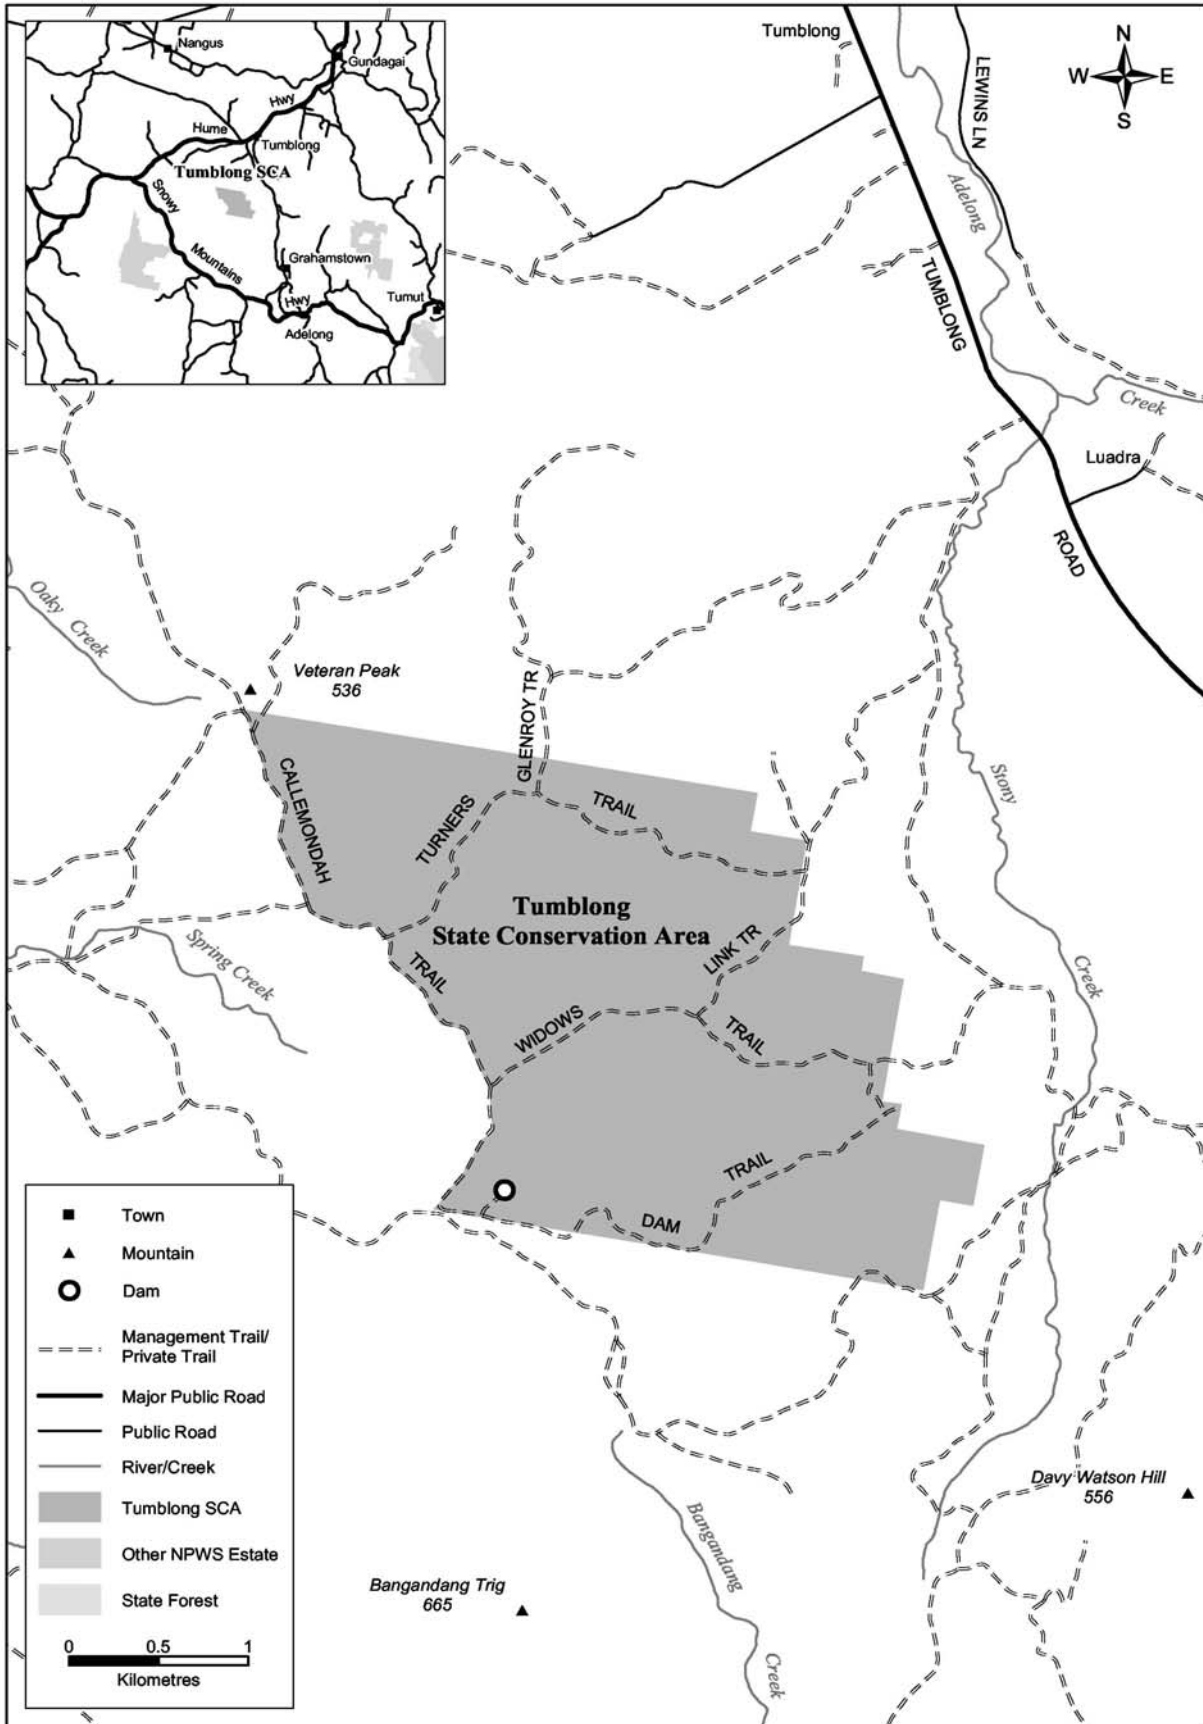 Nangus
Gundagai
Hwy
Hume
Tumblong
Tumblong SCA
Snowy
Mountains
Grahamstown
Hwy
Tumut
Adelong
Tumblong
LEWINS LN
N
W E
S
Adelong
Creek
TUMBLONG
ROAD
Luadra
Oaky Creek
Veteran Peak
536
GLENROY TR
CALLEMONDAH
TRAIL
TURNERS
TRAIL
Stony
Creek
Tumblong
State Conservation Area
LINK TR
Spring Creek
WIDOWS
TRAIL
TRAIL
DAM
Town
Mountain
Dam
Management Trail/
Private Trail
Major Public Road
Public Road
River/Creek
Tumblong SCA
Other NPWS Estate
State Forest
0 0.5 1
Kilometres
Davy Watson Hill
556
Bangandang Trig
665
Bangandang
Creek